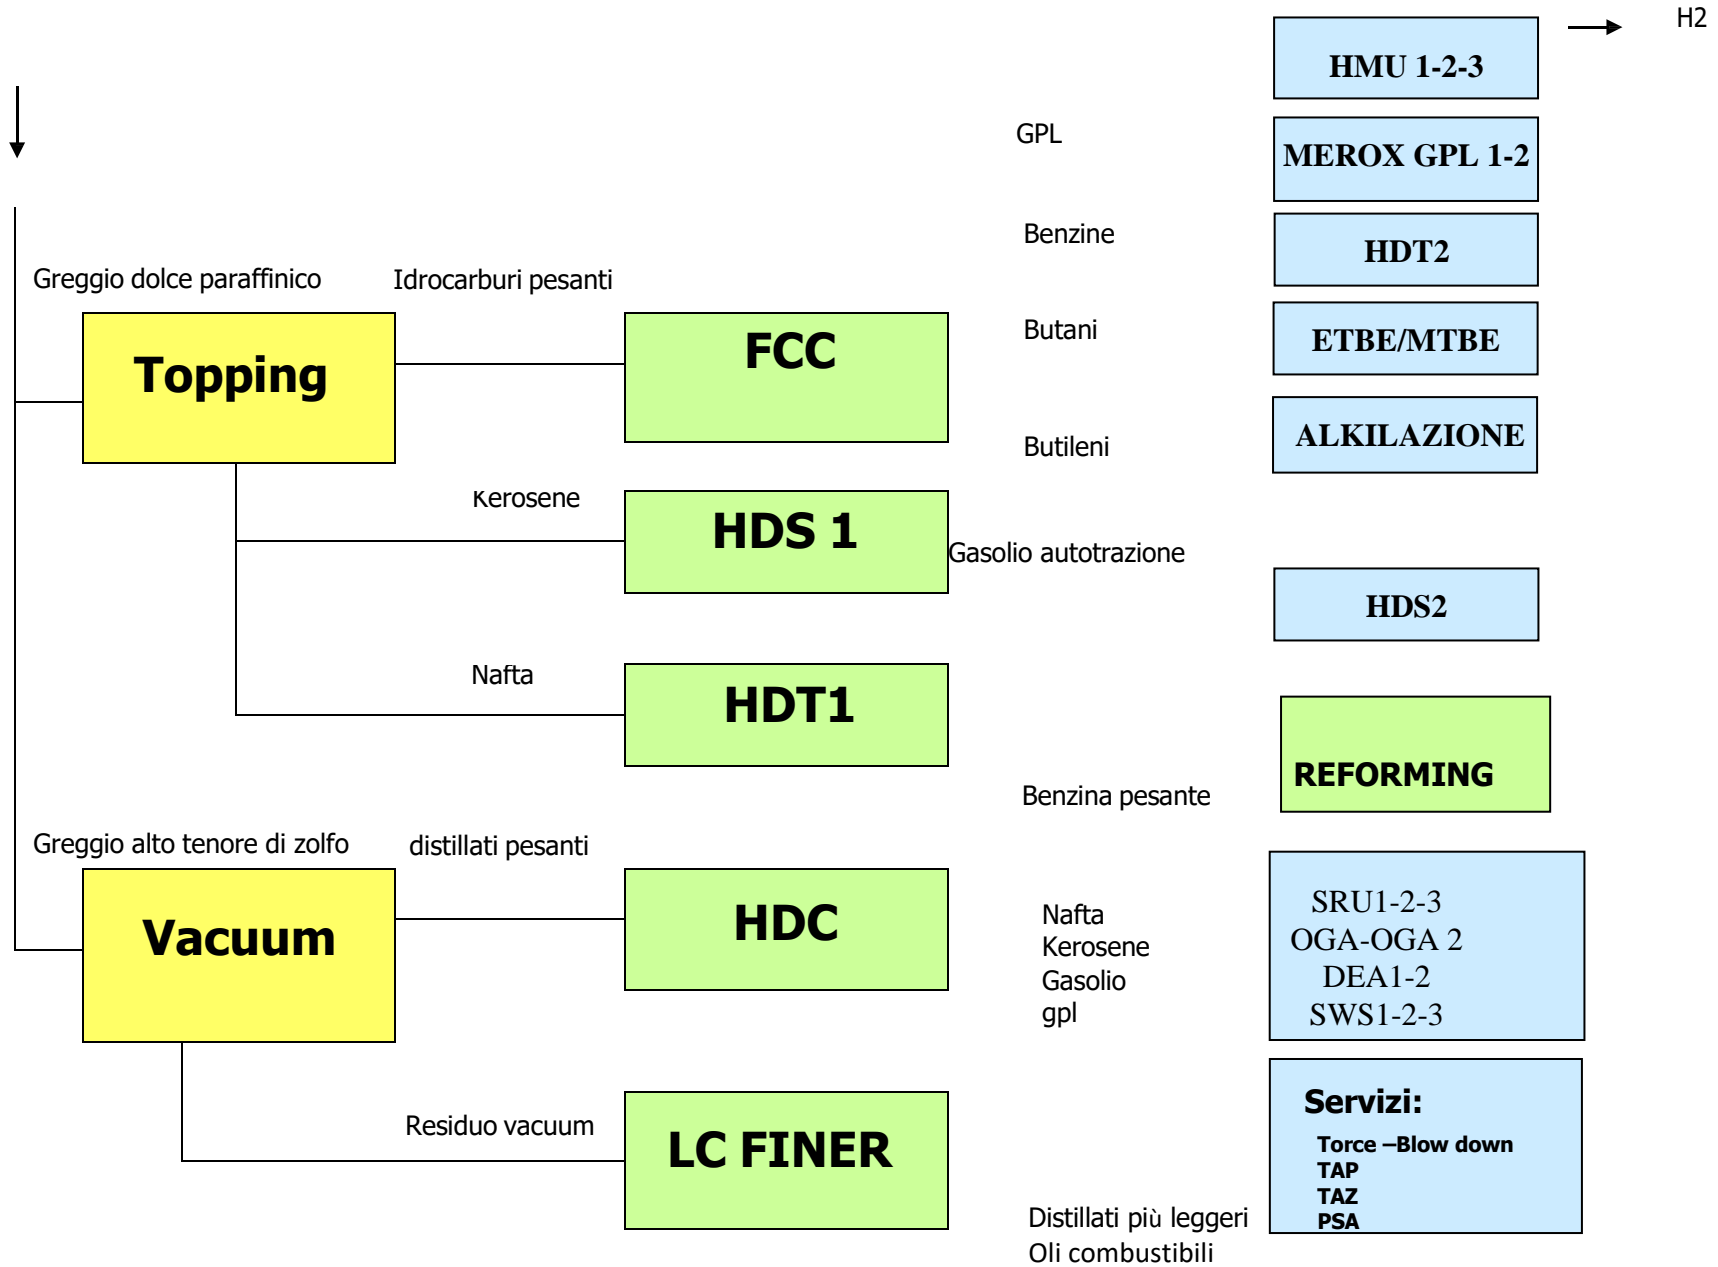 H2
HMU 1-2-3
GPL
MEROX GPL 1-2
Benzine
HDT2
Greggio dolce paraffinico
Idrocarburi pesanti
Topping
FCC
Butani
ETBE/MTBE
Butileni
ALKILAZIONE
Kerosene
HDS 1
Gasolio autotrazione
HDS2
Nafta
HDT1
REFORMING
Benzina pesante
Greggio alto tenore di zolfo
distillati pesanti
Vacuum
HDC
Nafta
Kerosene
Gasolio
gpl
SRU1-2-3
OGA-OGA 2
DEA1-2
SWS1-2-3
Residuo vacuum
LC FINER
Servizi:
Torce –Blow down
TAP
TAZ
PSA
Distillati più leggeri
Oli combustibili